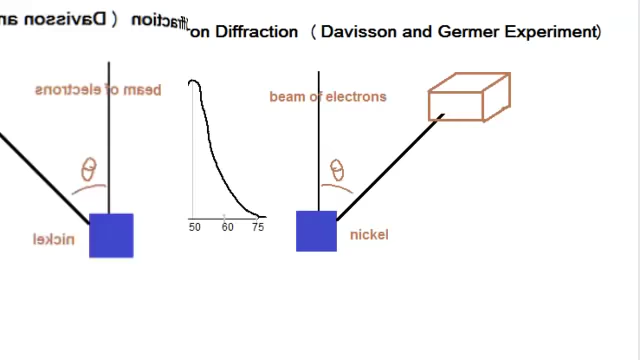 on Diffraction ( Davisson and Germer Experiment)
beam of electrons
beam of electrons
θ
θ
nickel
nickel
50 60 75